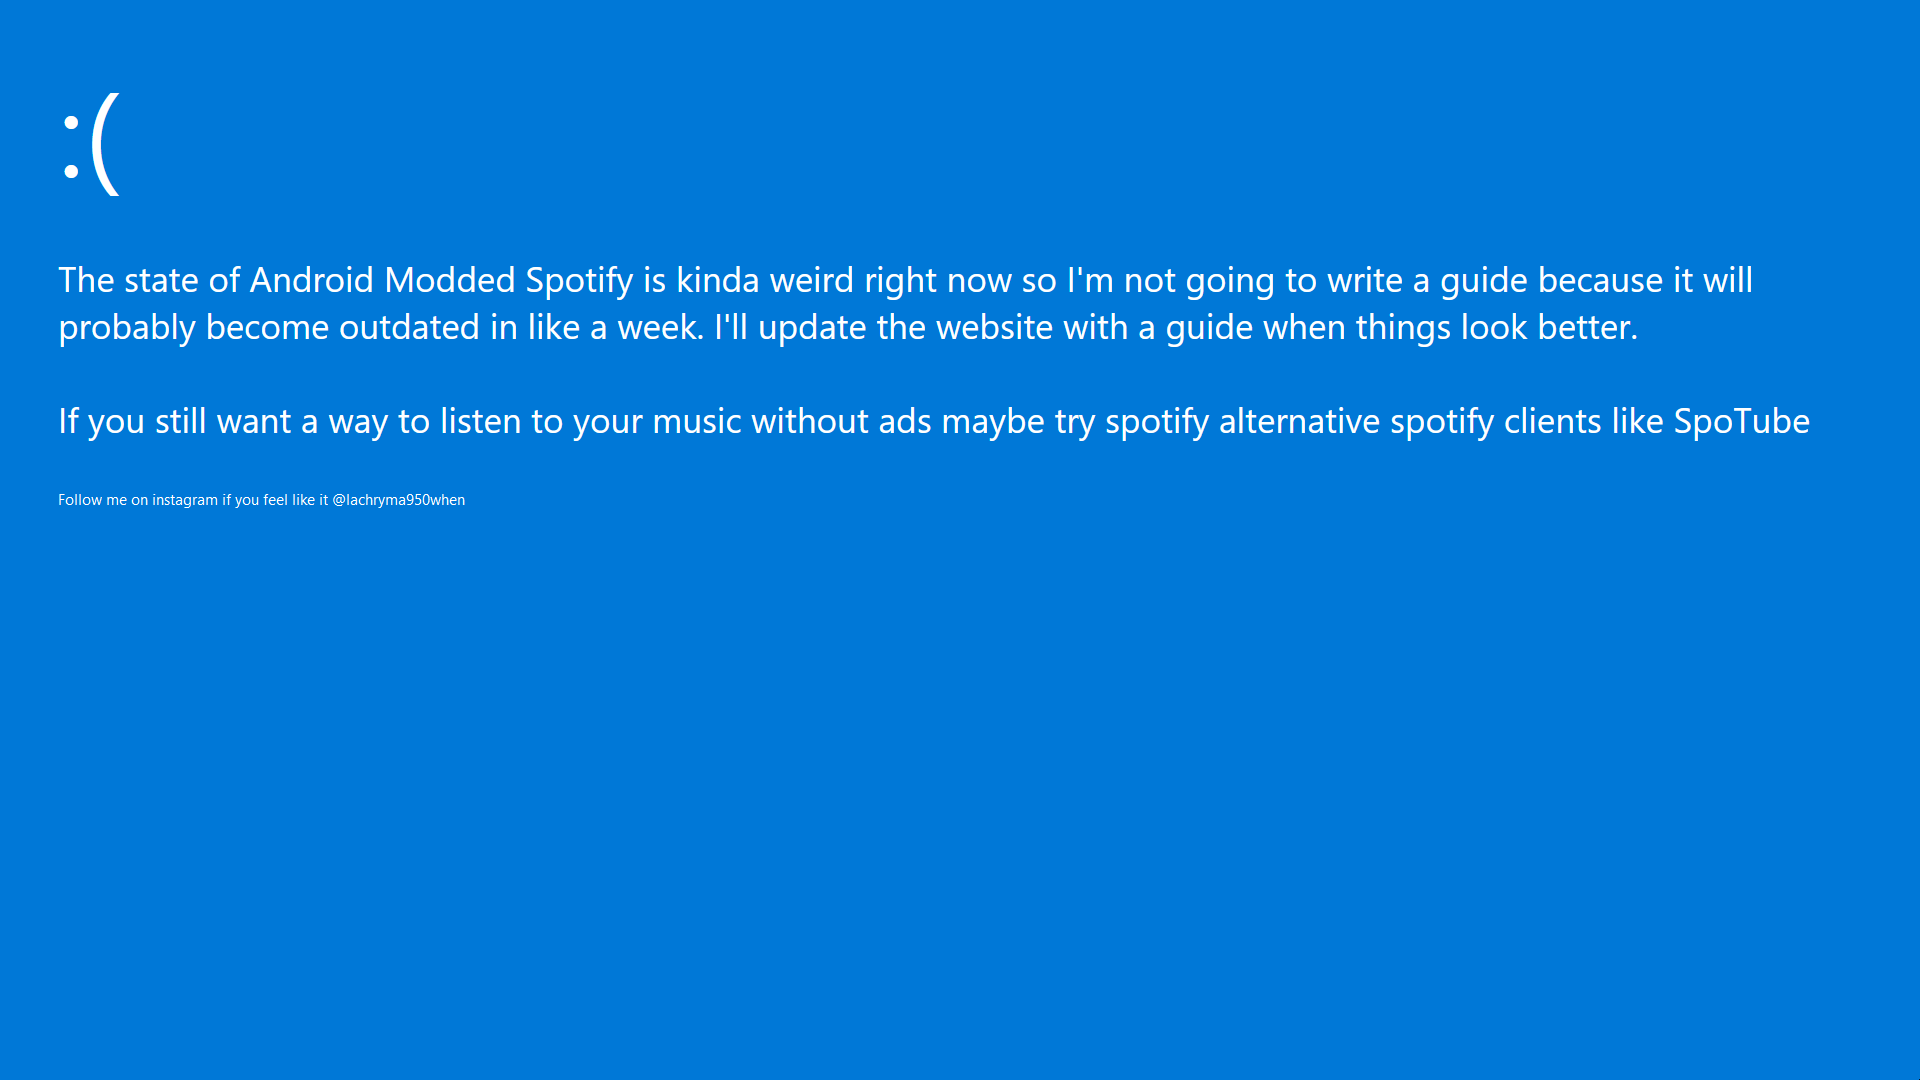 :(
The state of Android Modded Spotify is kinda weird right now so I'm not going to write a guide because it will
probably become outdated in like a week. I'll update the website with a guide when things look better.
If you still want a way to listen to your music without ads maybe try spotify alternative spotify clients like SpoTube
Follow me on instagram if you feel like it @lachryma950when